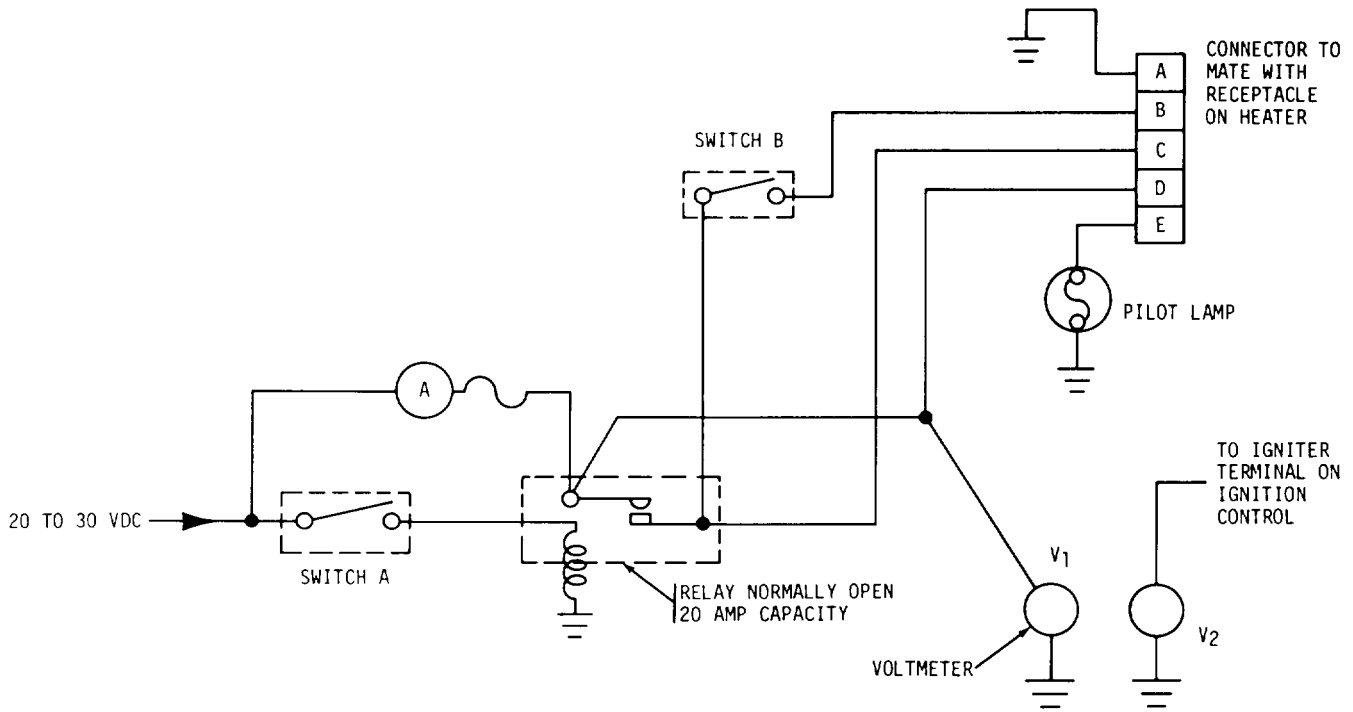 CONNECTOR TO
MATE WITH
RECEPTACLE
ON HEATER
A
B
C
D
E
SWITCH B
PILOT LAMP
A
20 TO 30 VDC
SWITCH A
RELAY NORMALLY OPEN
20 AMP CAPACITY
TO IGNITER
TERMINAL ON
IGNITION
CONTROL
V1
VOLTMETER
V2